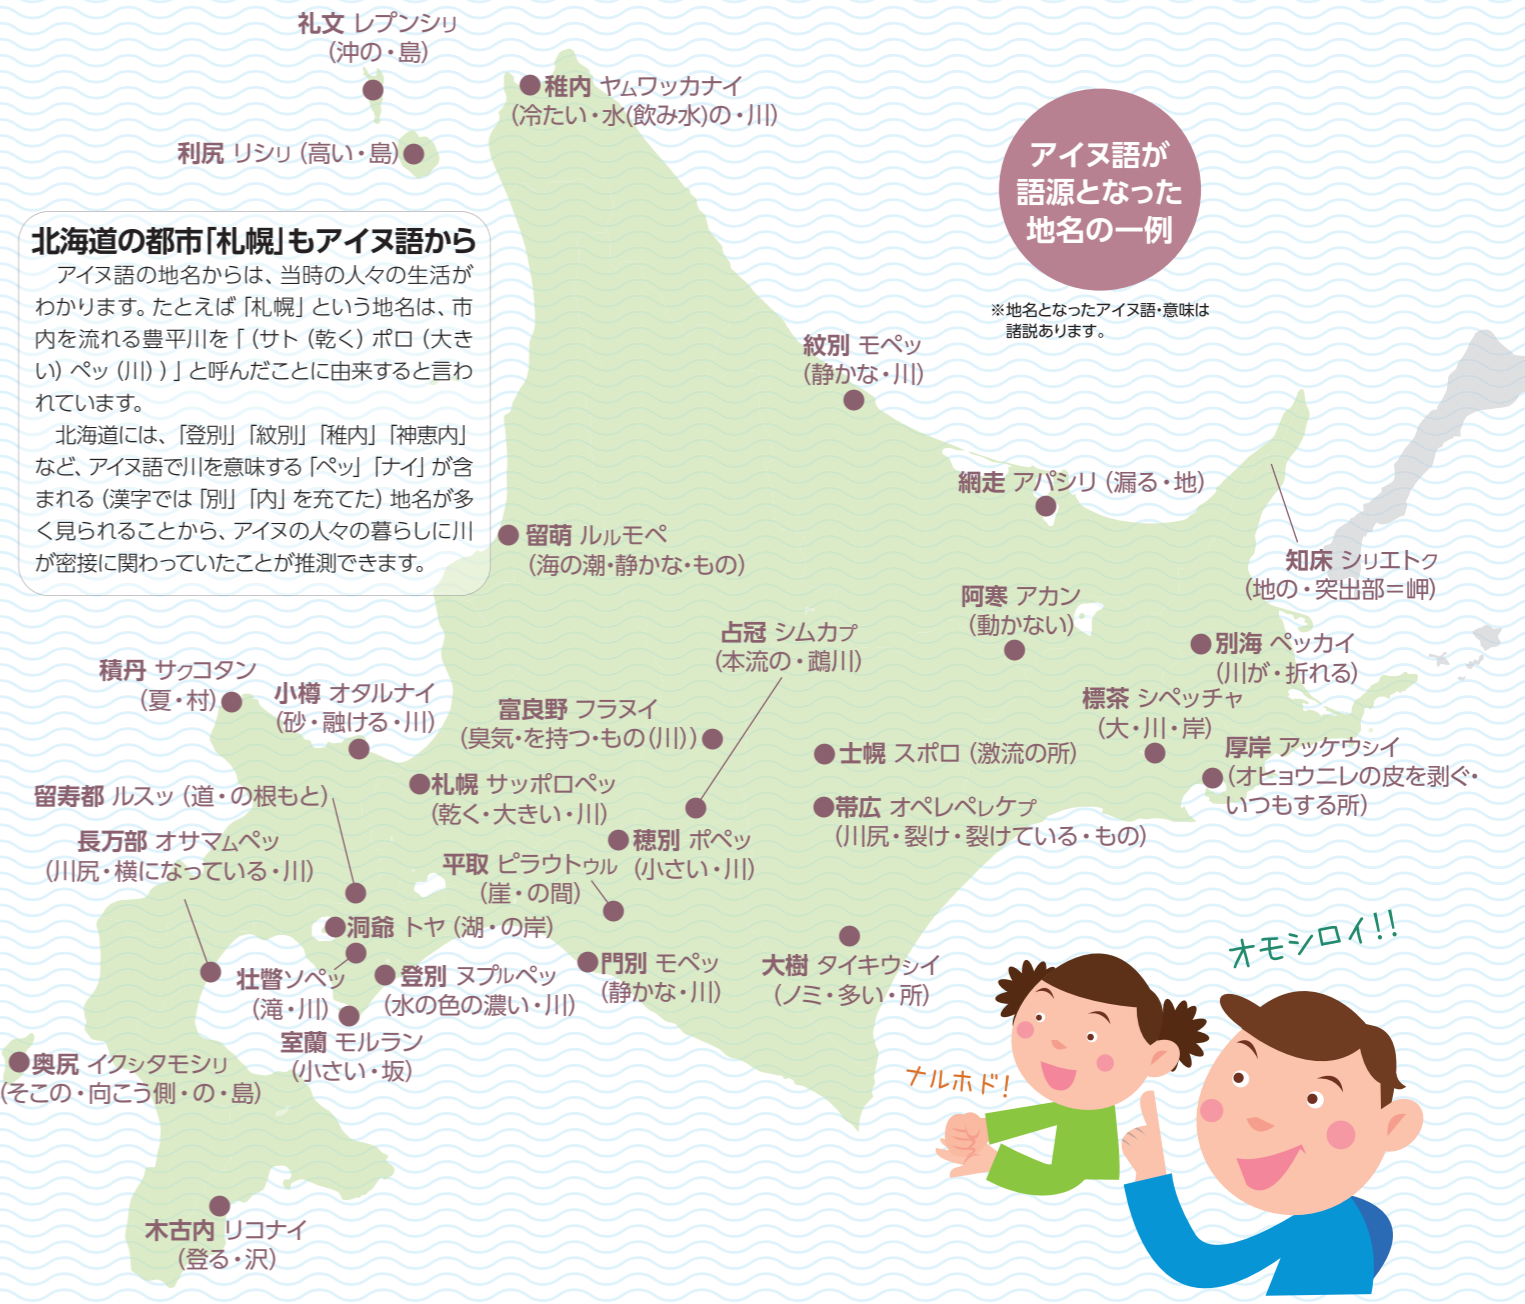 礼文 レプンシㇼ
(沖の・島)
稚内 ヤㇺワッカナイ
(冷たい・水(飲み水)の・川)
利尻 リシㇼ(高い・島)
アイヌ語が
語源となった
地名の一例
※地名となったアイヌ語・意味は
諸説あります。
北海道の都市「札幌」もアイヌ語から
アイヌ語の地名からは、当時の人々の生活が
わかります。たとえば「札幌」という地名は、市
内を流れる豊平川を「(サト(乾く)ポロ(大き
い)ペッ(川))」と呼んだことに由来すると言わ
れています。
北海道には、「登別」「紋別」「稚内」「神恵内」
など、アイヌ語で川を意味する「ペッ」「ナイ」が含
まれる(漢字では「別」「内」を充てた)地名が多
く見られることから、アイヌの人々の暮らしに川
が密接に関わっていたことが推測できます。
紋別 モペッ
(静かな・川)
網走 アパシリ(漏る・地)
知床 シㇼエトㇰ
(地の・突出部=岬)
留萌 ルㇽモペ
(海の潮・静かな・もの)
阿寒 アカン
(動かない)
占冠 シムカㇷ゚
(本流の・鵡川)
別海 ペッカイ
(川が・折れる)
積丹 サㇰコタン
(夏・村)
小樽 オタルナイ
(砂・融ける・川)
富良野 フラヌイ
(臭気・を持つ・もの(川))
標茶 シペッチャ
(大・川・岸)
士幌 スポロ(激流の所)
厚岸 アッケウㇱイ
(オヒョウニレの皮を剥ぐ・
いつもする所)
札幌 サッポロペッ
(乾く・大きい・川)
留寿都 ルスッ(道・の根もと)
帯広 オペレペㇾケㇷ゚
(川尻・裂け・裂けている・もの)
長万部 オサマㇺペッ
(川尻・横になっている・川)
穂別 ポペッ
(小さい・川)
平取 ピラウトゥㇽ
(崖・の間)
洞爺 トヤ(湖・の岸)
壮瞥ソペッ
(滝・川)
登別 ヌプㇽペッ
(水の色の濃い・川)
門別 モペッ
(静かな・川)
大樹 タイキウㇱイ
(ノミ・多い・所)
室蘭 モルラン
(小さい・坂)
奥尻 イクㇱタモシㇼ
(そこの・向こう側・の・島)
木古内 リコナイ
(登る・沢)
オモシロイ!!
ナルホド!